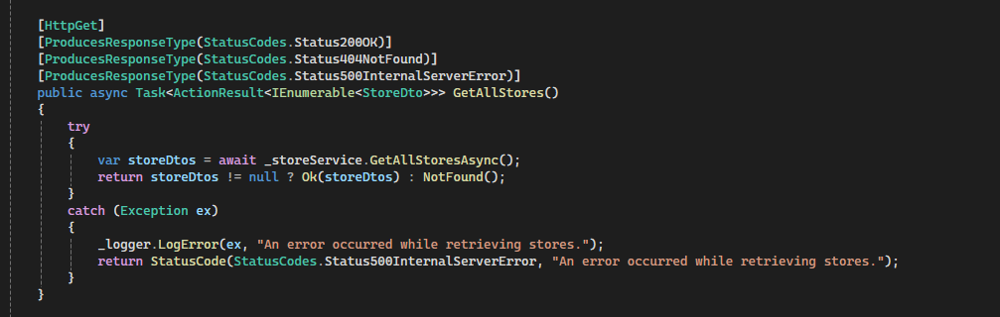 [HttpGet]
[ProducesResponseType(StatusCodes.Status200OK)]
[ProducesResponseType(StatusCodes.Status404NotFound)]
[ProducesResponseType(StatusCodes.Status500InternalServerError)]
public async Task<ActionResult<IEnumerable<StoreDto>>> GetAllStores()
{
    try
    {
        var storeDtos = await _storeService.GetAllStoresAsync();
        return storeDtos != null ? Ok(storeDtos) : NotFound();
    }
    catch (Exception ex)
    {
        _logger.LogError(ex, "An error occurred while retrieving stores.");
        return StatusCode(StatusCodes.Status500InternalServerError, "An error occurred while retrieving stores.");
    }
}